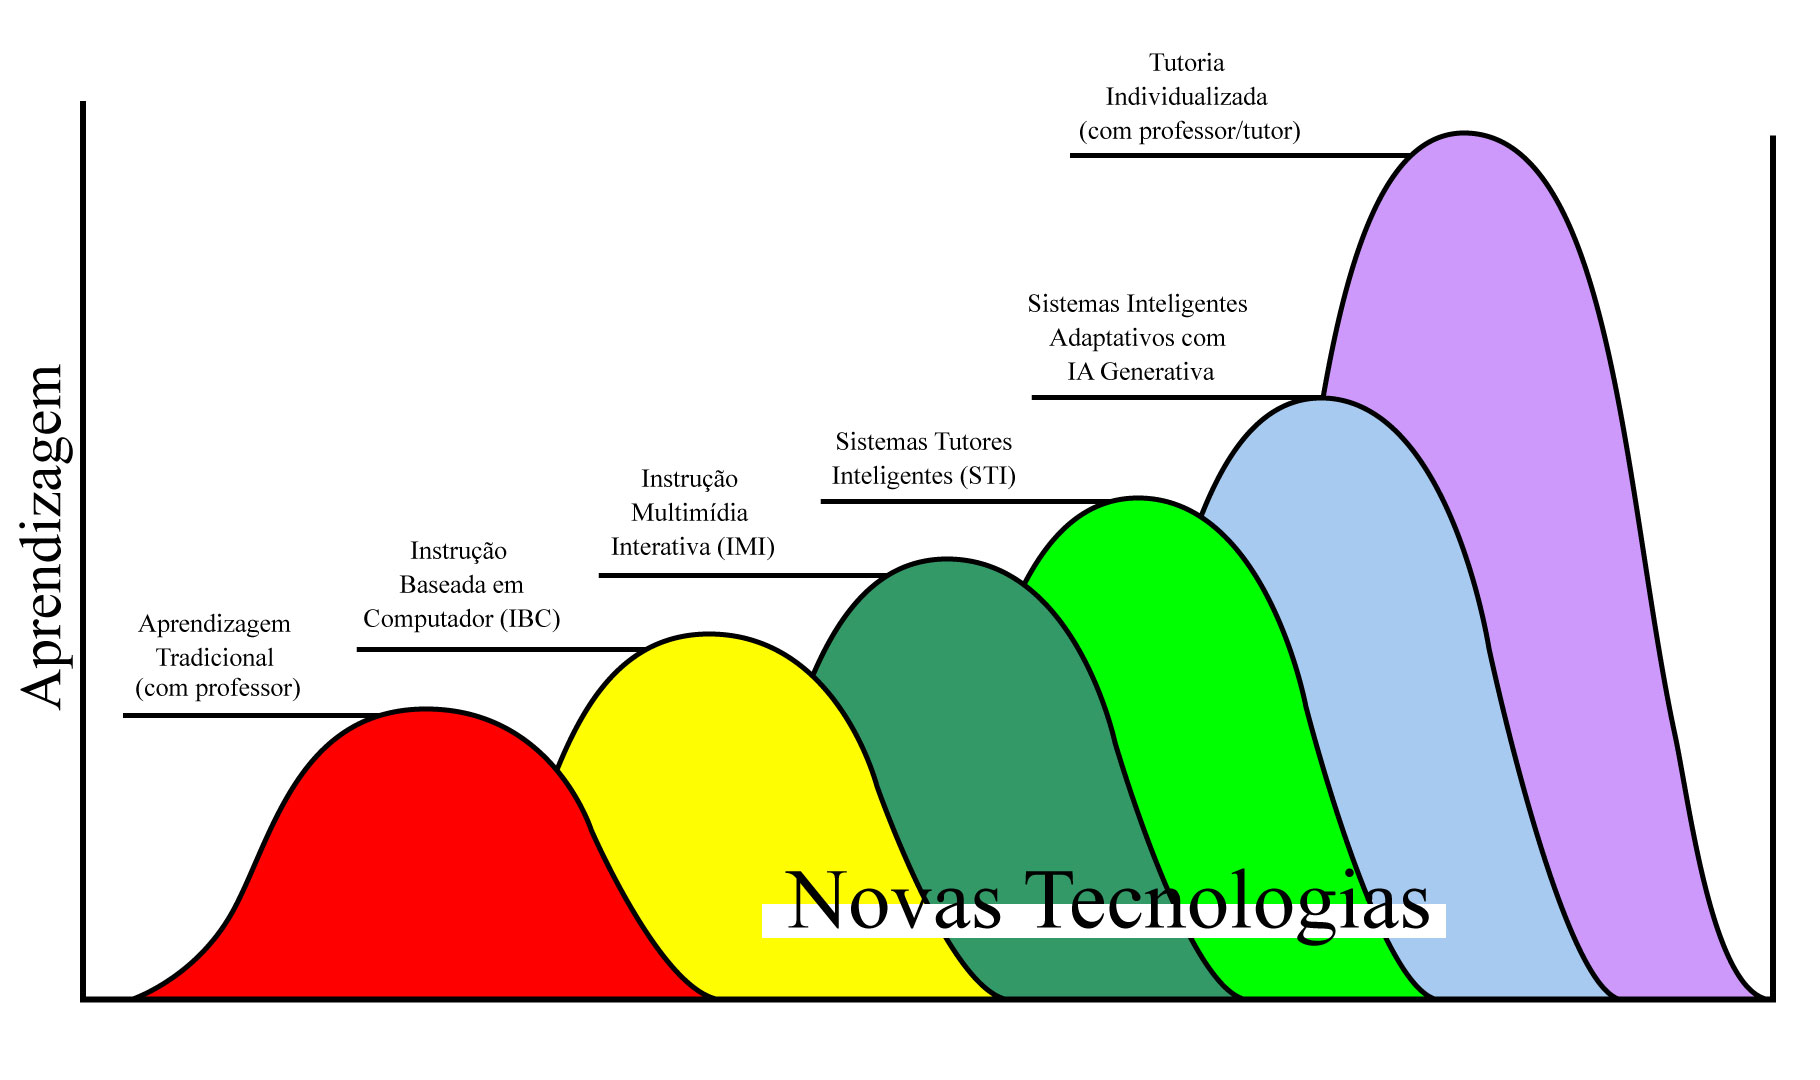 Tutoria
Individualizada
(com professor/tutor)
Sistemas Inteligentes
Adaptativos com
IA Generativa
Sistemas Tutores
Inteligentes (STI)
Instrução
Multimídia
Interativa (IMI)
Instrução
Baseada em
Computador (IBC)
Aprendizagem
Tradicional
(com professor)
Aprendizagem
Novas Tecnologias